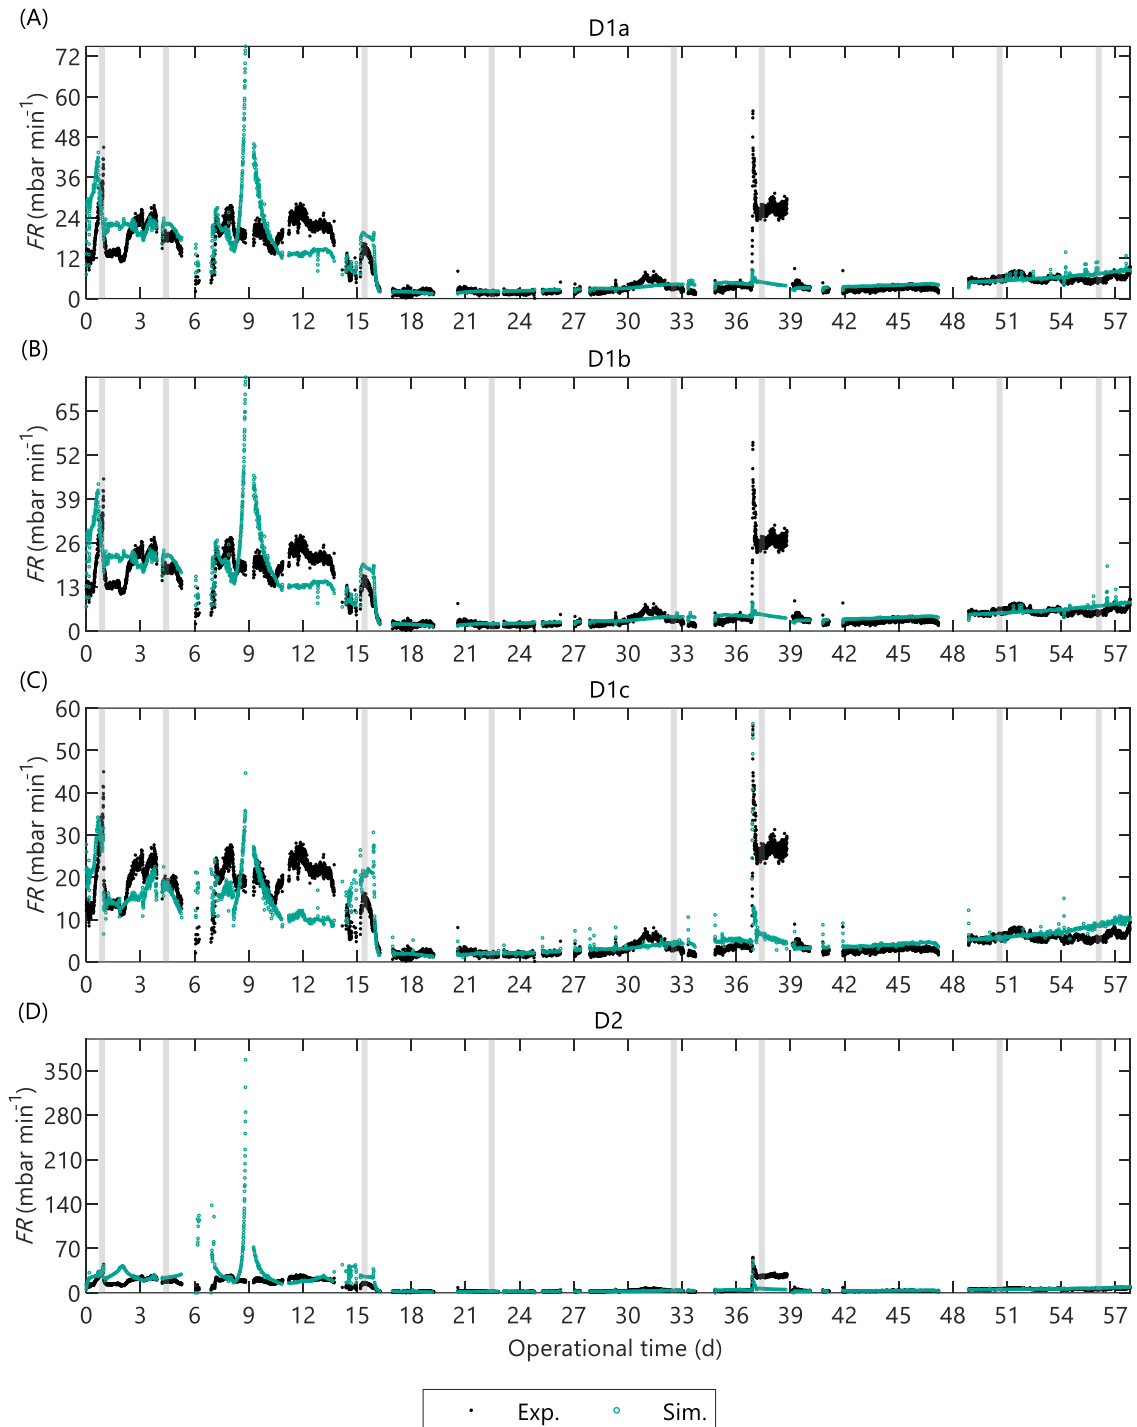 (A)
D1a
FR (mbar min-1)
72
60
48
36
24
12
0
0 3 6 9 12 15 18 21 24 27 30 33 36 39 42 45 48 51 54 57
(B)
D1b
FR (mbar min-1)
65
52
39
26
13
0
0 3 6 9 12 15 18 21 24 27 30 33 36 39 42 45 48 51 54 57
(C)
D1c
FR (mbar min-1)
60
50
40
30
20
10
0
0 3 6 9 12 15 18 21 24 27 30 33 36 39 42 45 48 51 54 57
(D)
D2
FR (mbar min-1)
350
280
210
140
70
0
0 3 6 9 12 15 18 21 24 27 30 33 36 39 42 45 48 51 54 57
Operational time (d)
Exp. Sim.